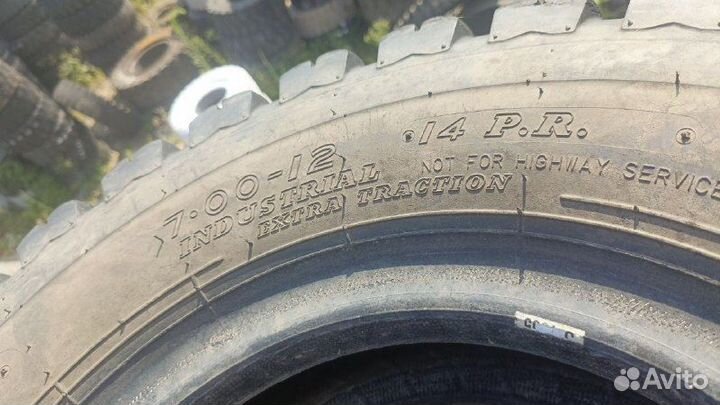 7.00-12
INDUSTRIAL
EXTRA TRACTION
14 P.R.
NOT FOR HIGHWAY SERVICE
Avito